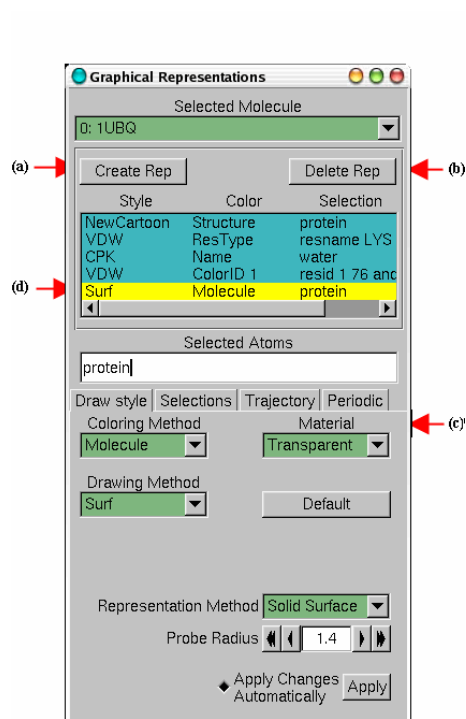 Graphical Representations
Selected Molecule
0: 1UBQ
(a) Create Rep Delete Rep (b)
Style Color Selection
NewCartoon Structure protein
VDW ResType resname LYS
CPK Name water
VDW ColorID 1 resid 1 76 and
(d) Surf Molecule protein
Selected Atoms
protein
Draw style Selections Trajectory Periodic
Coloring Method Material (c)
Molecule Transparent
Drawing Method
Surf Default
Representation Method Solid Surface
Probe Radius 1.4
Apply Changes
Automatically Apply